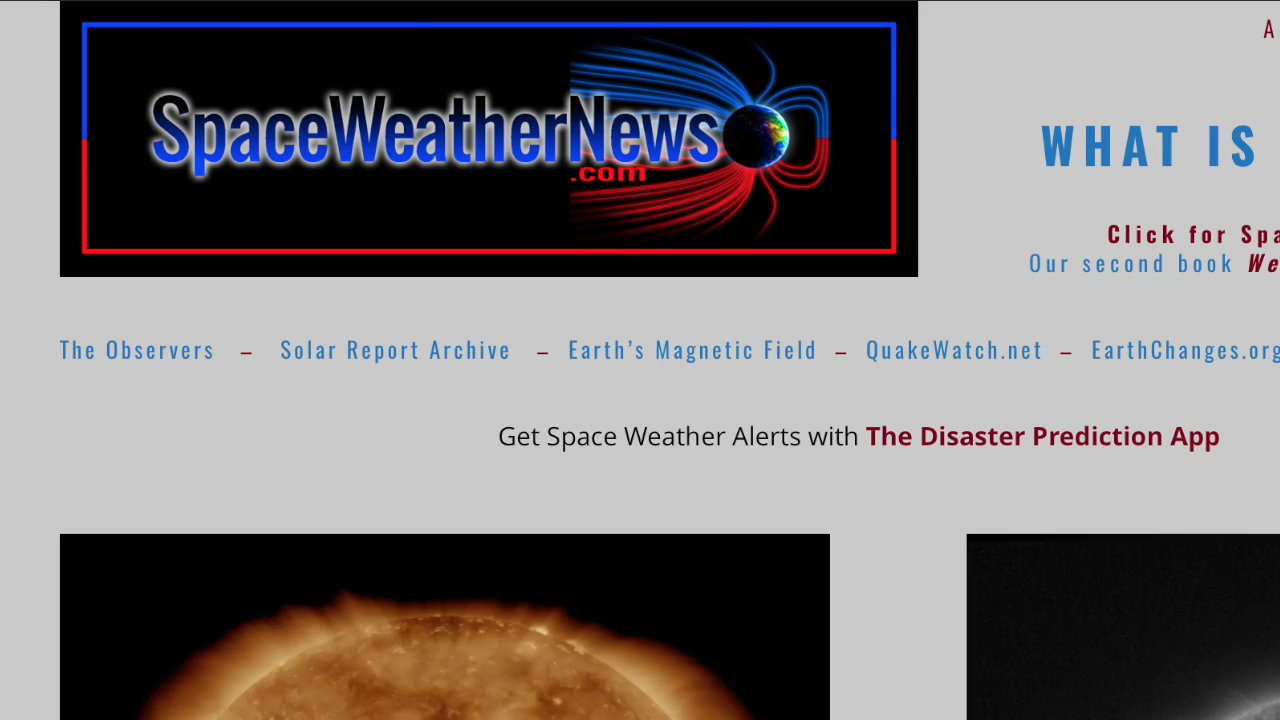 A
SpaceWeatherNews
.com
WHAT IS
Click for Spa
Our second book We
The Observers – Solar Report Archive – Earth’s Magnetic Field – QuakeWatch.net – EarthChanges.org
Get Space Weather Alerts with The Disaster Prediction App